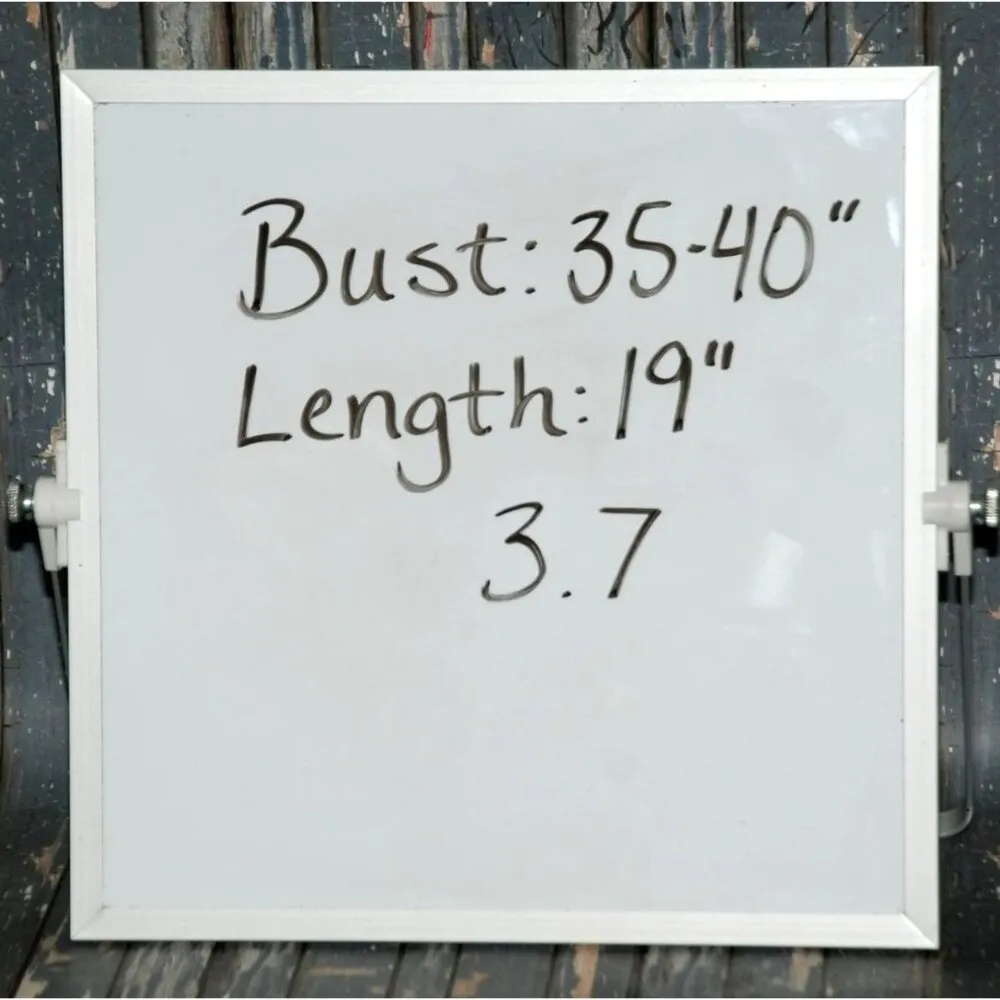 Bust: 35-40"
Length: 19"
3.7